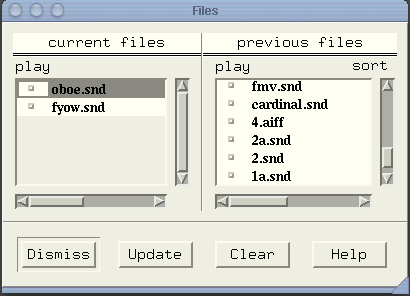 Files
current files
previous files
play
play
sort
oboe.snd
fyow.snd
fmv.snd
cardinal.snd
4.aiff
2a.snd
2.snd
1a.snd
Dismiss
Update
Clear
Help